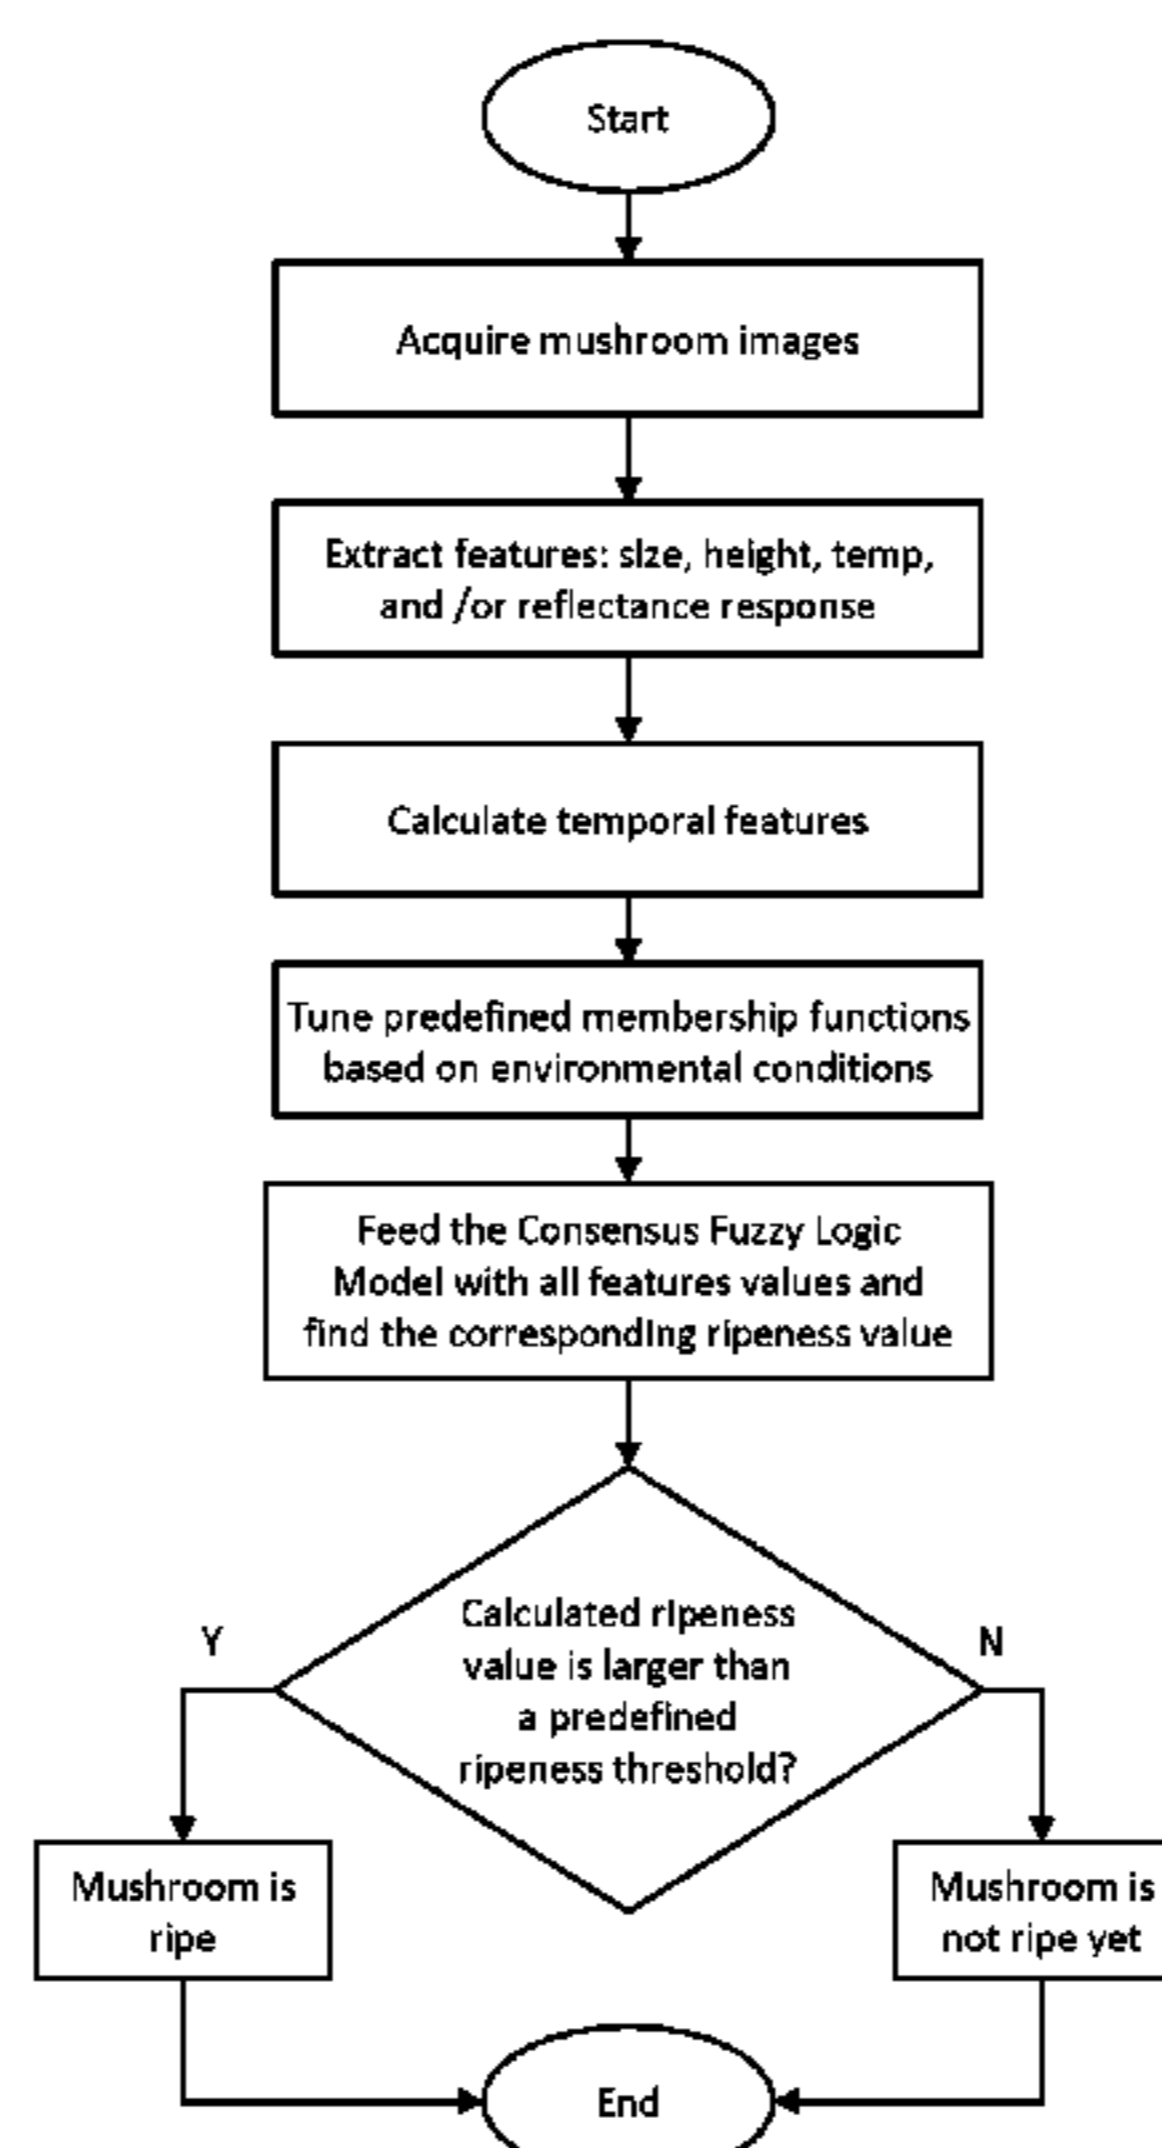 Start
Acquire mushroom images
Extract features: size, height, temp,
and /or reflectance response
Calculate temporal features
Tune predefined membership functions
based on environmental conditions
Feed the Consensus Fuzzy Logic
Model with all features values and
find the corresponding ripeness value
Calculated ripeness
value is larger than
a predefined
ripeness threshold?
Y
N
Mushroom is
ripe
Mushroom is
not ripe yet
End